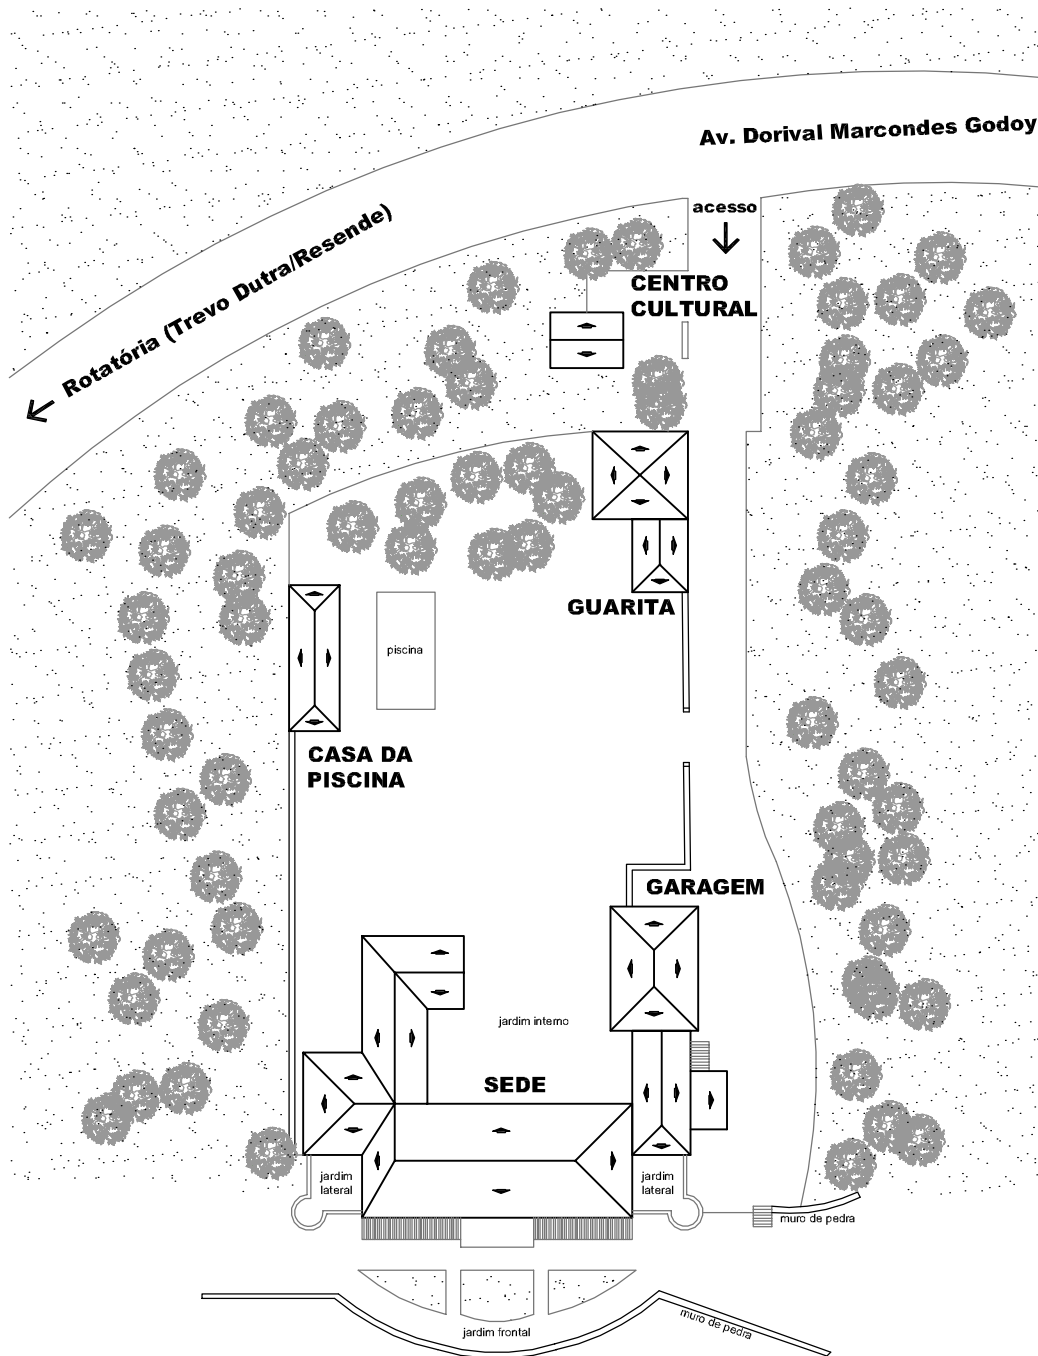 Av. Dorival Marcondes Godoy
acesso
Rotatória (Trevo Dutra/Resende)
CENTRO
CULTURAL
GUARITA
piscina
CASA DA
PISCINA
GARAGEM
jardim interno
SEDE
jardim
lateral
jardim
lateral
muro de pedra
muro de pedra
jardim frontal